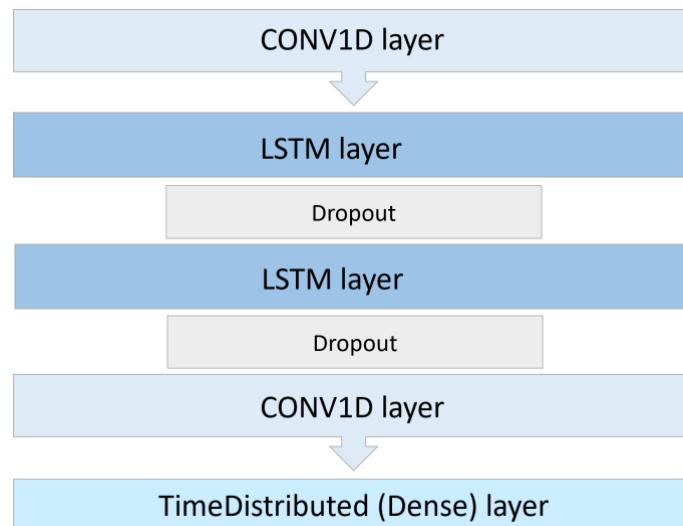 CONV1D layer
LSTM layer
Dropout
LSTM layer
Dropout
CONV1D layer
TimeDistributed (Dense) layer